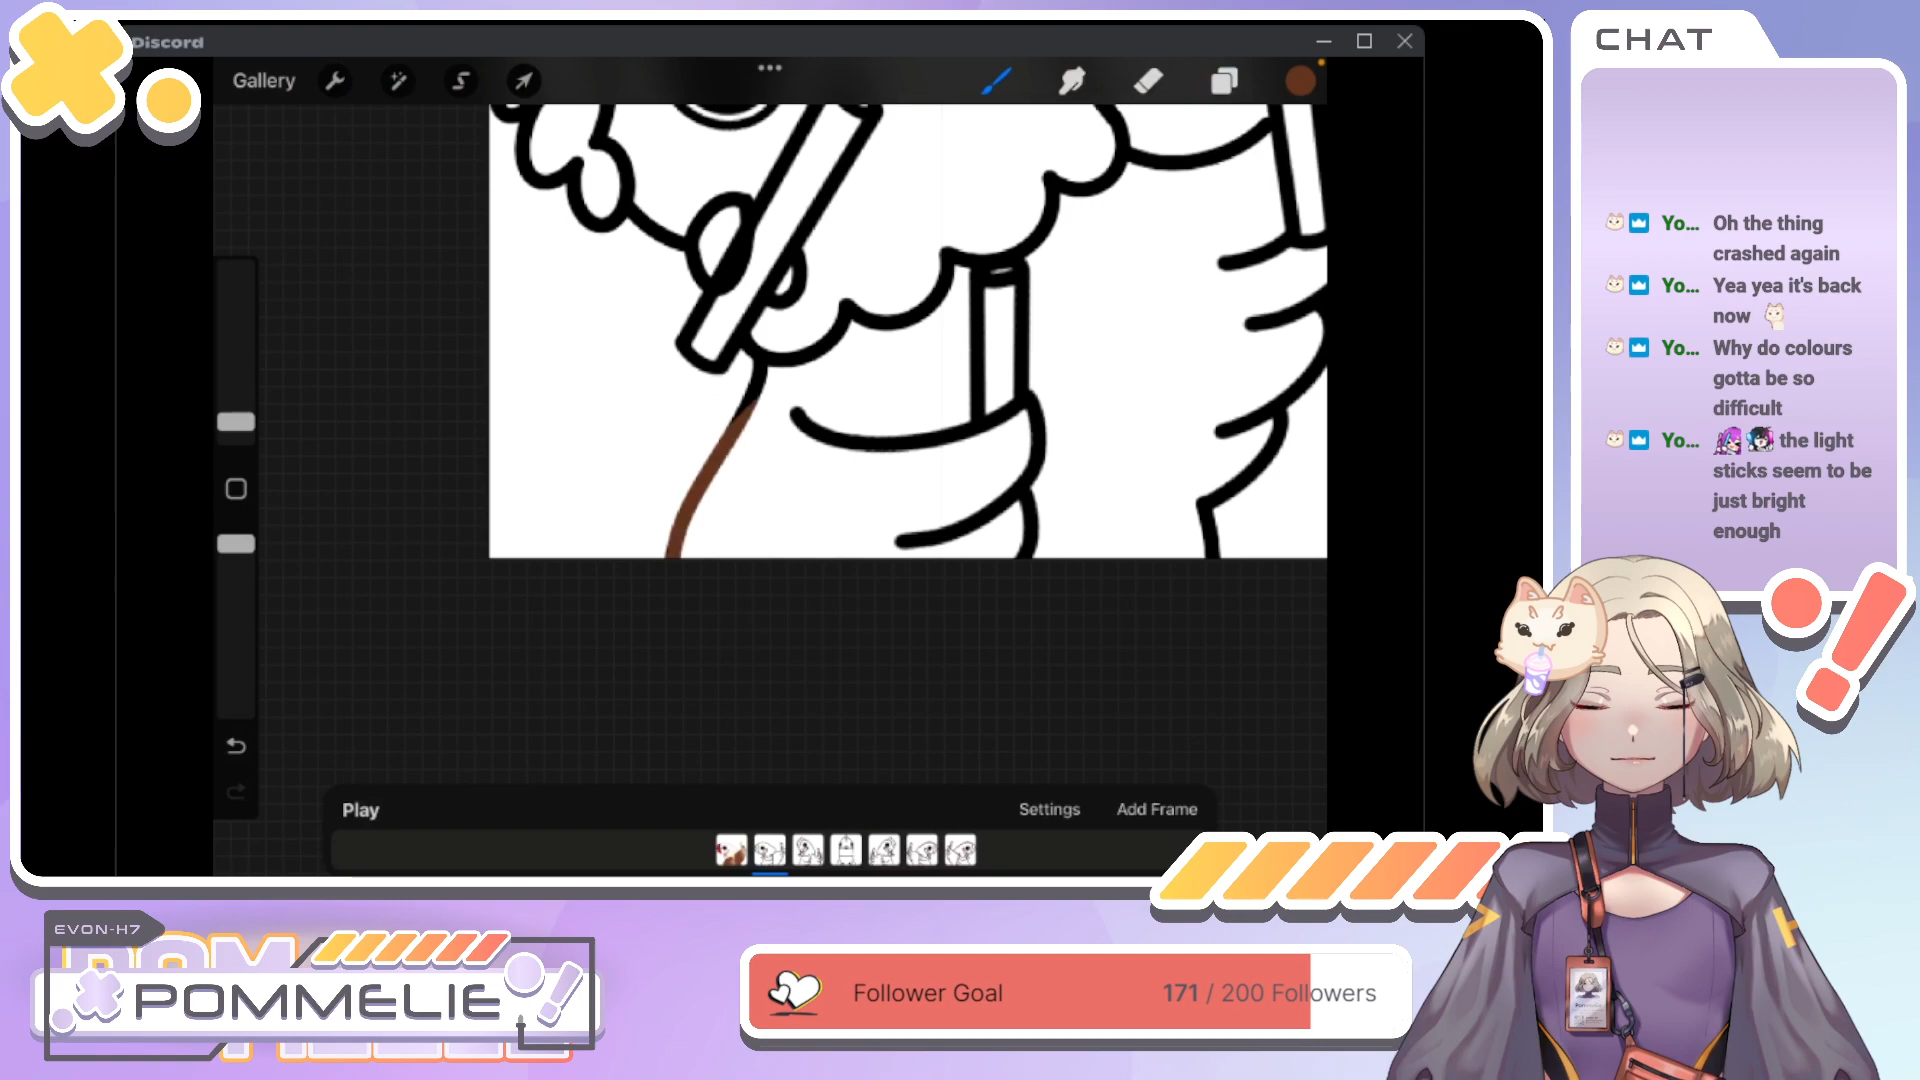 Discord
CHAT
Gallery
Yo... Oh the thing
crashed again
Yo... Yea yea it's back
now
Yo... Why do colours
gotta be so
difficult
Yo... the light
sticks seem to be
just bright
enough
Play
Settings
Add Frame
EVON-H7
POMMELIE
Follower Goal
171 / 200 Followers